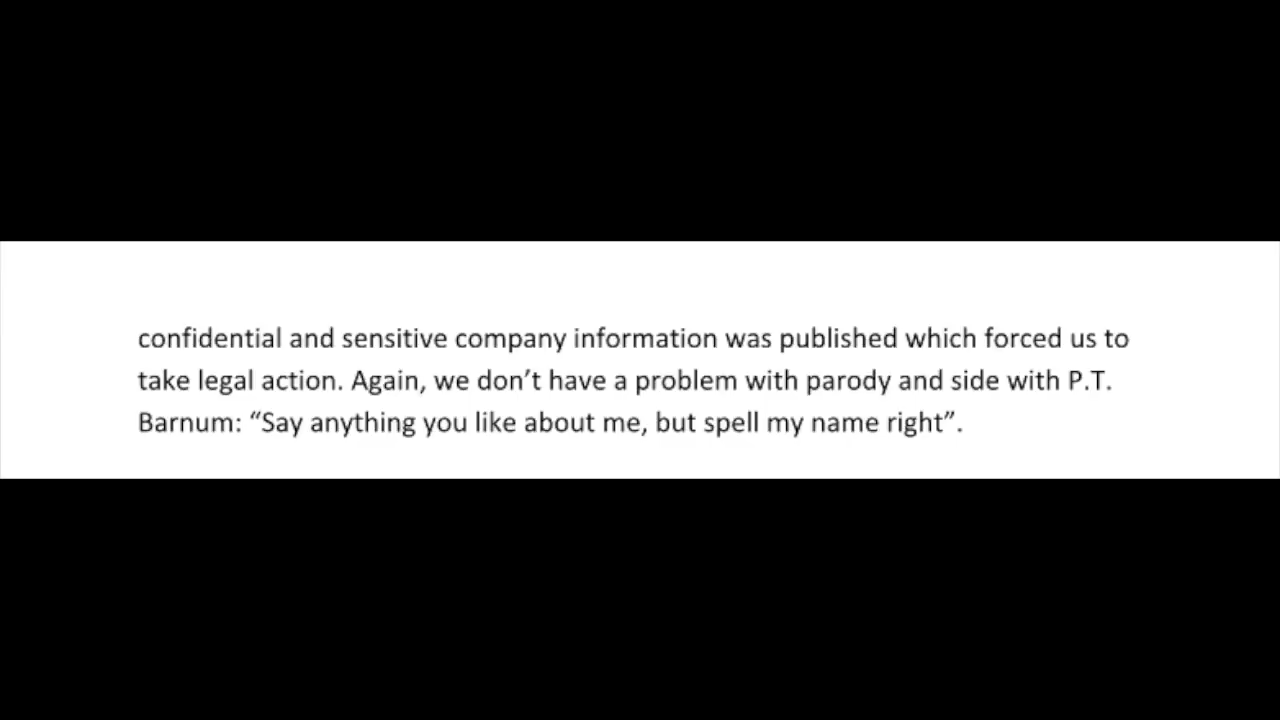 confidential and sensitive company information was published which forced us to
take legal action. Again, we don’t have a problem with parody and side with P.T.
Barnum: “Say anything you like about me, but spell my name right”.